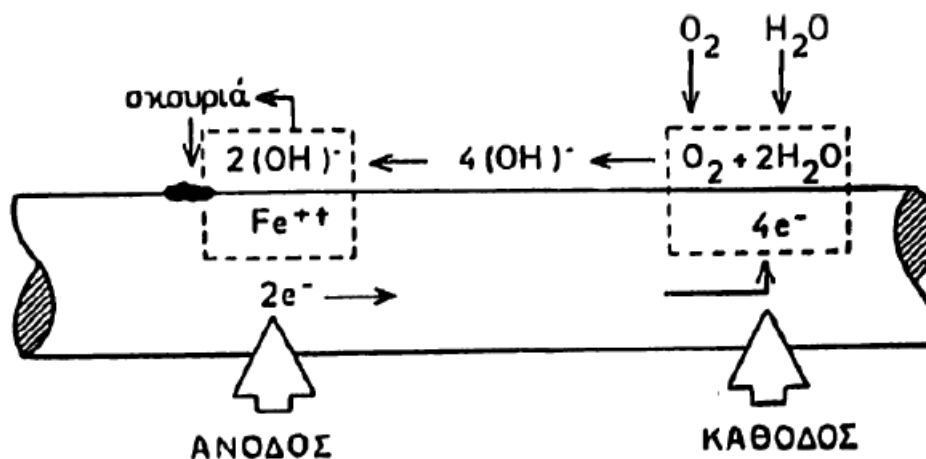 O₂ H₂O
σκουριά
2(OH)⁻ 4(OH)⁻ O₂ + 2H₂O
Fe⁺⁺ 4e⁻
2e⁻
ΑΝΟΔΟΣ ΚΑΘΟΔΟΣ